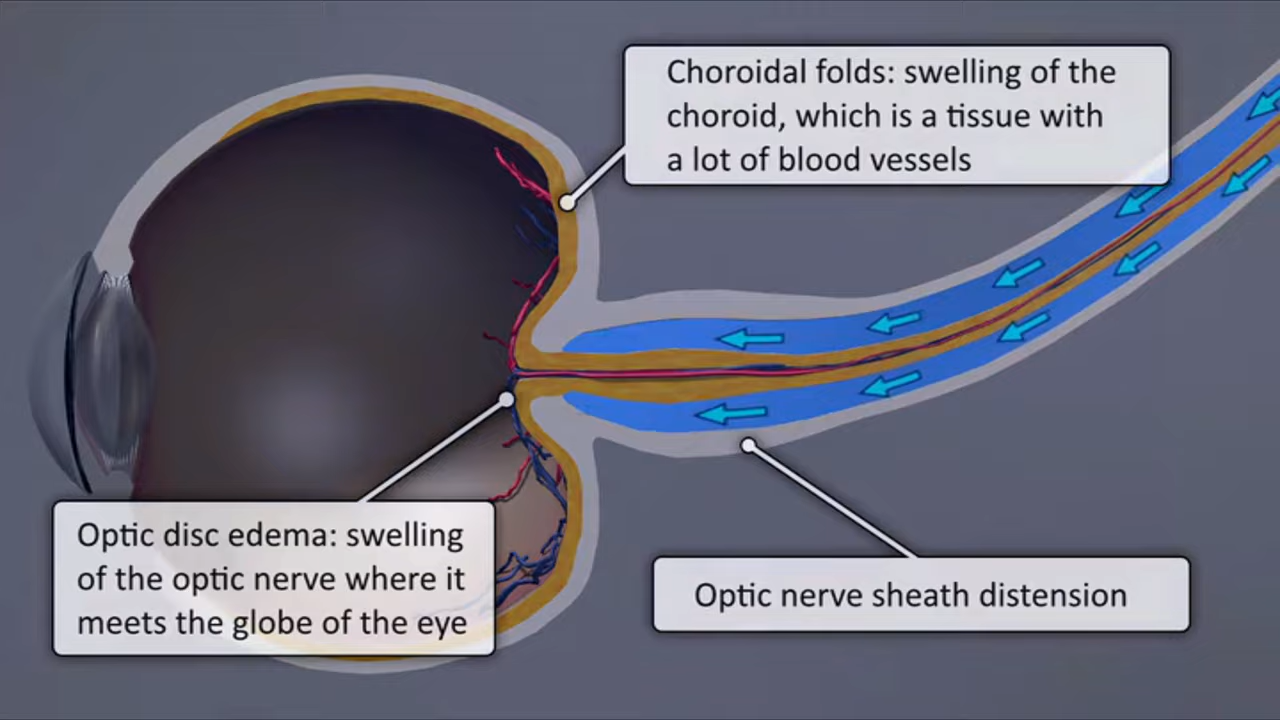 Choroidal folds: swelling of the
choroid, which is a tissue with
a lot of blood vessels
Optic disc edema: swelling
of the optic nerve where it
meets the globe of the eye
Optic nerve sheath distension